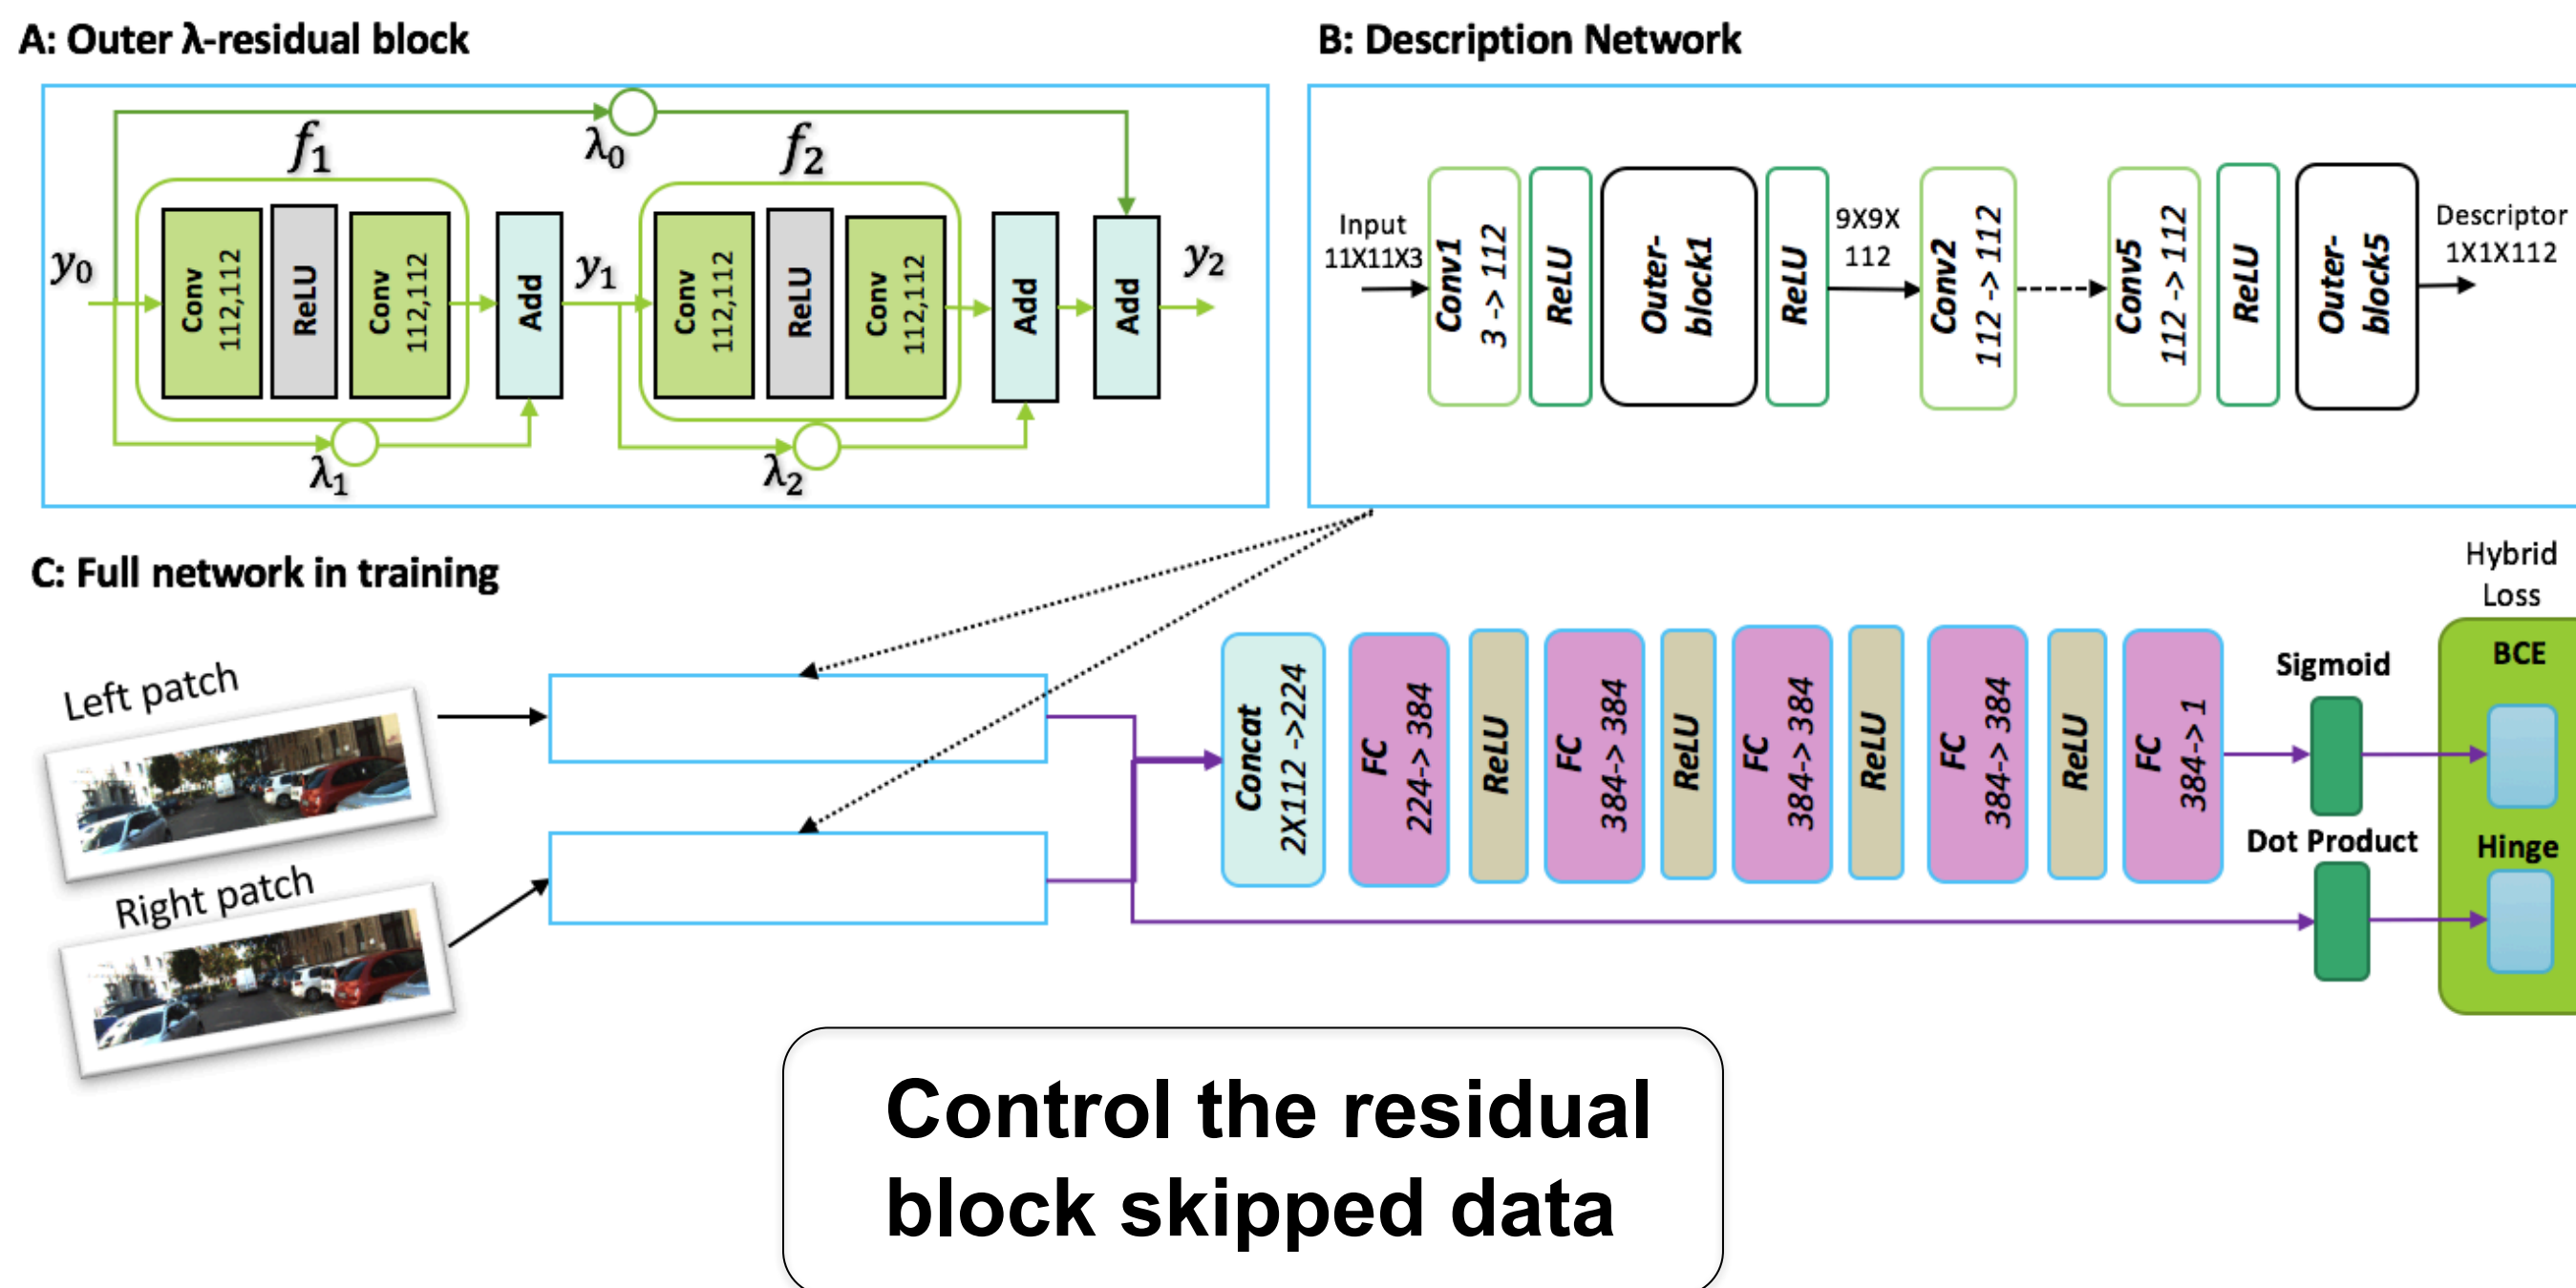 A: Outer λ-residual block
f₁
λ₀
f₂
y₀
Conv
112,112
ReLU
Conv
112,112
Add
y₁
Conv
112,112
ReLU
Conv
112,112
Add
Add
y₂
λ₁
λ₂
B: Description Network
Input
11X11X3
Conv1
3 -> 112
ReLU
Outer-
block1
ReLU
9X9X
112
Conv2
112 -> 112
Conv5
112 -> 112
ReLU
Outer-
block5
Descriptor
1X1X112
C: Full network in training
Left patch
Right patch
Concat
2X112 ->224
FC
224-> 384
ReLU
FC
384-> 384
ReLU
FC
384-> 384
ReLU
FC
384-> 384
ReLU
FC
384-> 1
Sigmoid
Dot Product
Hybrid
Loss
BCE
Hinge
Control the residual
block skipped data